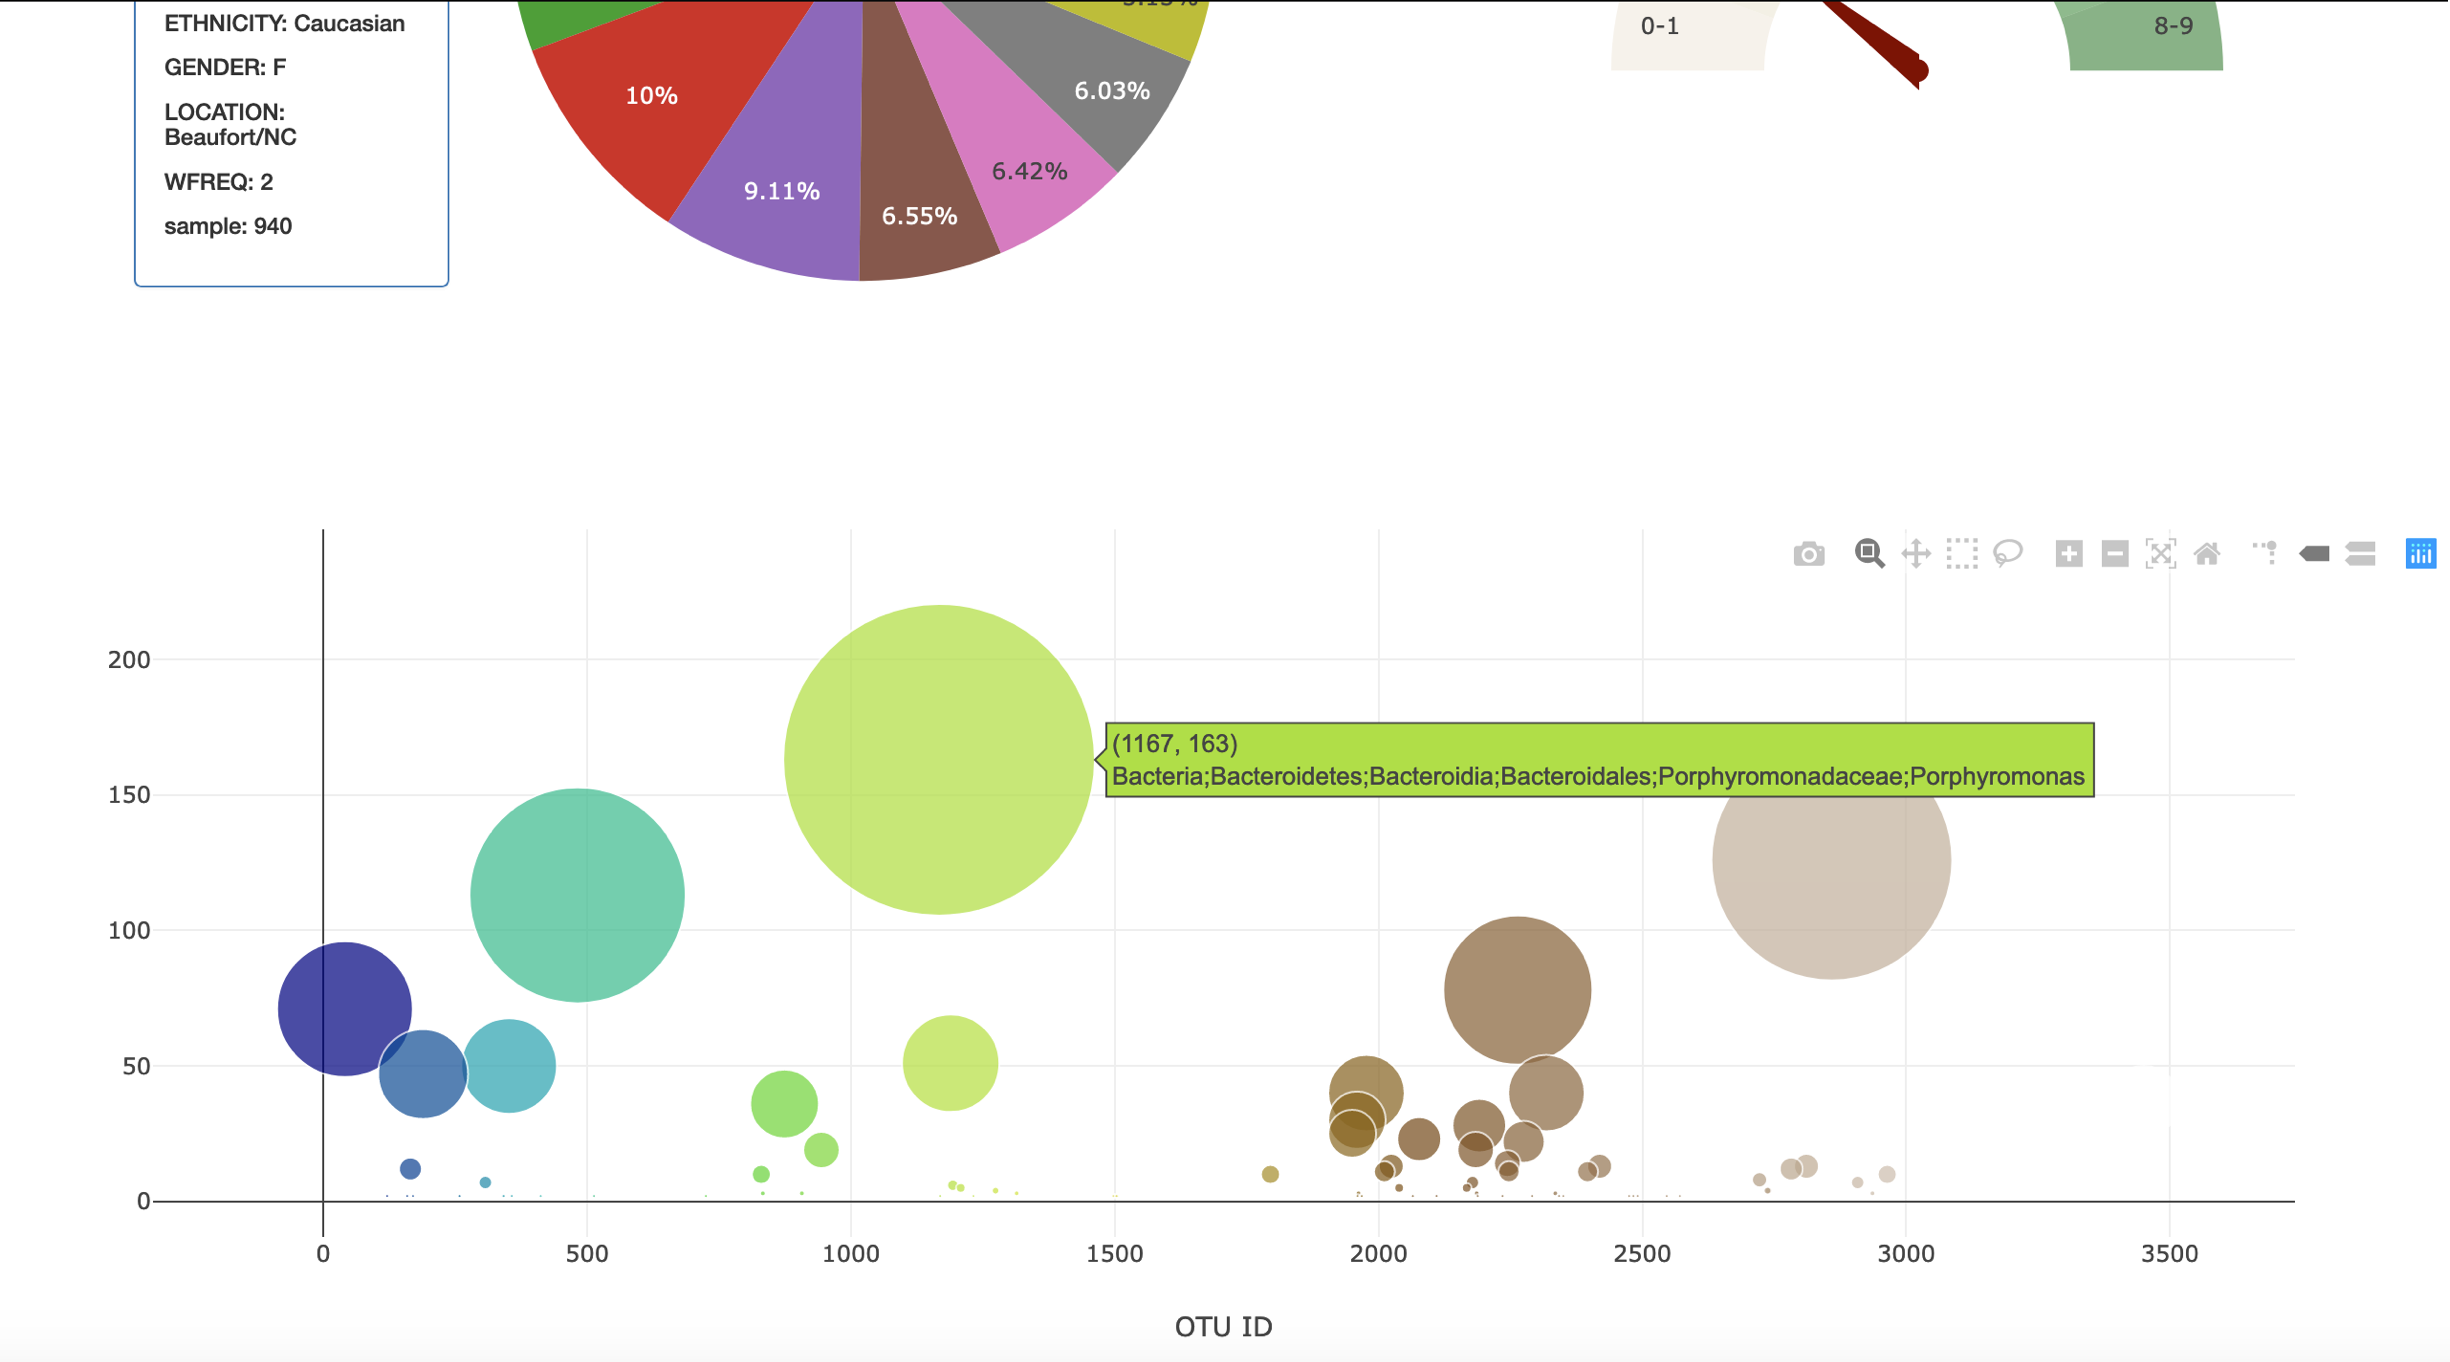 ETHNICITY: Caucasian
GENDER: F
LOCATION:
Beaufort/NC
WFREQ: 2
sample: 940
10%
9.11%
6.55%
6.42%
6.03%
0-1
8-9
200
150
100
50
0
(1167, 163)
Bacteria;Bacteroidetes;Bacteroidia;Bacteroidales;Porphyromonadaceae;Porphyromonas
0
500
1000
1500
2000
2500
3000
3500
OTU ID